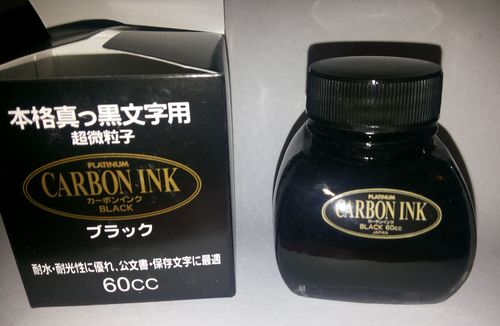 本格真っ黒文字用
超微粒子
PLATINUM
CARBON INK
カーボンインク
BLACK
ブラック
耐水・耐光性に優れ、公文書・保存文字に最適
60cc
PLATINUM
CARBON INK
カーボンインク
BLACK 60cc
JAPAN